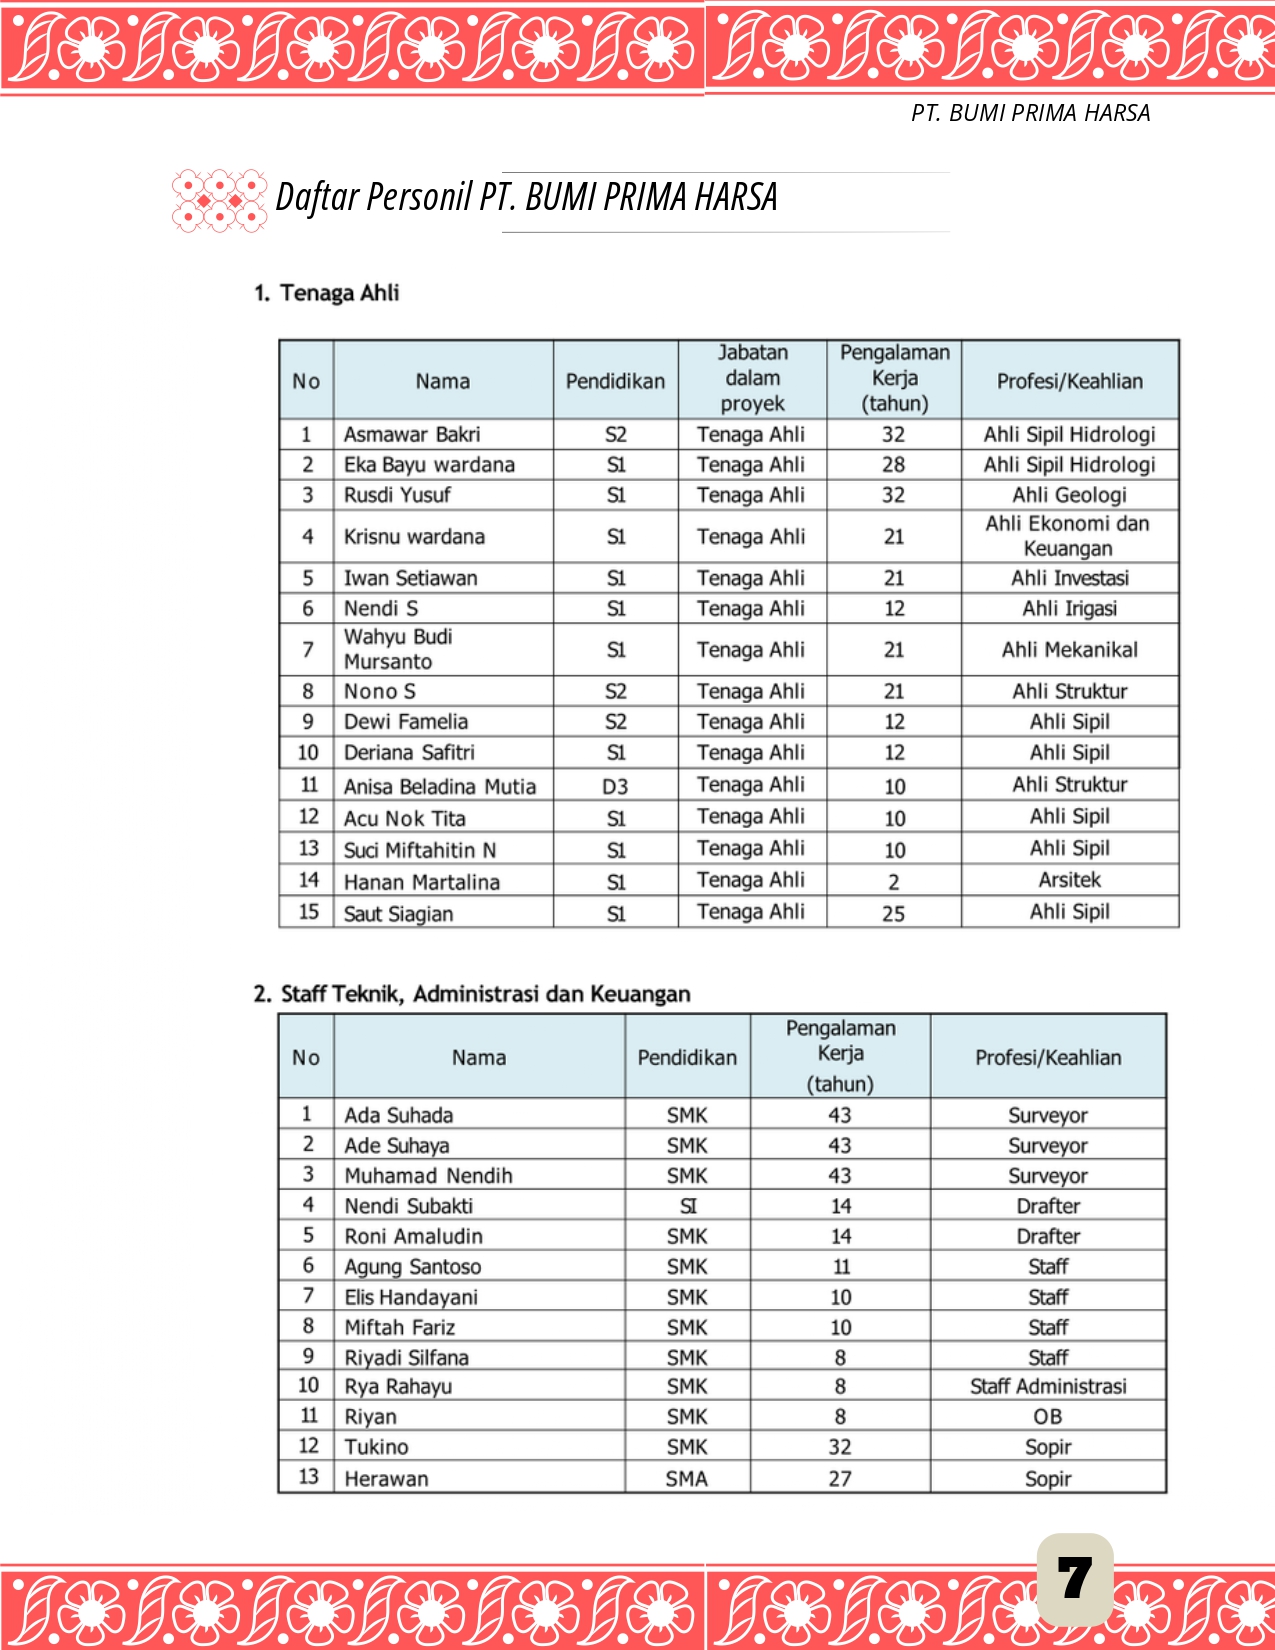 PT. BUMI PRIMA HARSA
Daftar Personil PT. BUMI PRIMA HARSA
1. Tenaga Ahli
No Nama Pendidikan Jabatan dalam proyek Pengalaman Kerja (tahun) Profesi/Keahlian
1 Asmawar Bakri S2 Tenaga Ahli 32 Ahli Sipil Hidrologi
2 Eka Bayu wardana S1 Tenaga Ahli 28 Ahli Sipil Hidrologi
3 Rusdi Yusuf S1 Tenaga Ahli 32 Ahli Geologi
4 Krisnu wardana S1 Tenaga Ahli 21 Ahli Ekonomi dan Keuangan
5 Iwan Setiawan S1 Tenaga Ahli 21 Ahli Investasi
6 Nendi S S1 Tenaga Ahli 12 Ahli Irigasi
7 Wahyu Budi Mursanto S1 Tenaga Ahli 21 Ahli Mekanikal
8 Nono S S2 Tenaga Ahli 21 Ahli Struktur
9 Dewi Famelia S2 Tenaga Ahli 12 Ahli Sipil
10 Deriana Safitri S1 Tenaga Ahli 12 Ahli Sipil
11 Anisa Beladina Mutia D3 Tenaga Ahli 10 Ahli Struktur
12 Acu Nok Tita S1 Tenaga Ahli 10 Ahli Sipil
13 Suci Miftahitin N S1 Tenaga Ahli 10 Ahli Sipil
14 Hanan Martalina S1 Tenaga Ahli 2 Arsitek
15 Saut Siagian S1 Tenaga Ahli 25 Ahli Sipil
2. Staff Teknik, Administrasi dan Keuangan
No Nama Pendidikan Pengalaman Kerja (tahun) Profesi/Keahlian
1 Ada Suhada SMK 43 Surveyor
2 Ade Suhaya SMK 43 Surveyor
3 Muhamad Nendih SMK 43 Surveyor
4 Nendi Subakti SI 14 Drafter
5 Roni Amaludin SMK 14 Drafter
6 Agung Santoso SMK 11 Staff
7 Elis Handayani SMK 10 Staff
8 Miftah Fariz SMK 10 Staff
9 Riyadi Silfana SMK 8 Staff
10 Rya Rahayu SMK 8 Staff Administrasi
11 Riyan SMK 8 OB
12 Tukino SMK 32 Sopir
13 Herawan SMA 27 Sopir
7